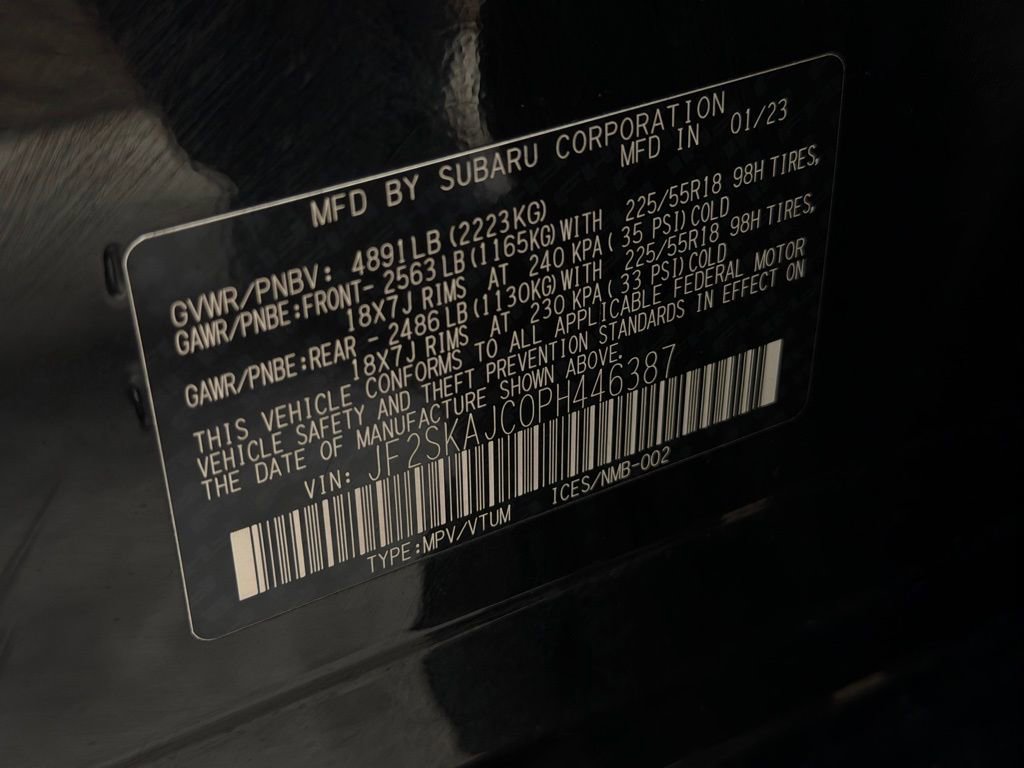 MFD BY SUBARU CORPORATION
MFD IN 01/23
GVWR/PNBV: 4891LB(2223KG)
GAWR/PNBE:FRONT- 2563LB(1165KG)WITH 225/55R18 98H TIRES,
18X7J RIMS AT 240 KPA( 35 PSI)COLD
GAWR/PNBE:REAR - 2486LB(1130KG)WITH 225/55R18 98H TIRES,
18X7J RIMS AT 230 KPA( 33 PSI)COLD
THIS VEHICLE CONFORMS TO ALL APPLICABLE FEDERAL MOTOR
VEHICLE SAFETY AND THEFT PREVENTION STANDARDS IN EFFECT ON
THE DATE OF MANUFACTURE SHOWN ABOVE.
VIN: JF2SKAJC0PH446387
TYPE:MPV/VTUM ICES/NMB-002